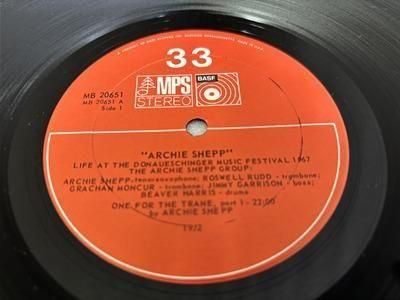 33
MB 20651
MB 20651 A
Side 1
MPS
STEREO
BASF
"ARCHIE SHEPP"
LIFE AT THE DONAUESCHINGER MUSIC FESTIVAL 1967
THE ARCHIE SHEPP GROUP:
ARCHIE SHEPP-tenorsaxophone; ROSWELL RUDD - trombone;
GRACHAN MONCUR - trombone; JIMMY GARRISON - bass;
BEAVER HARRIS - drums
ONE FOR THE TRANE, part 1 - 22:00
by ARCHIE SHEPP
1972